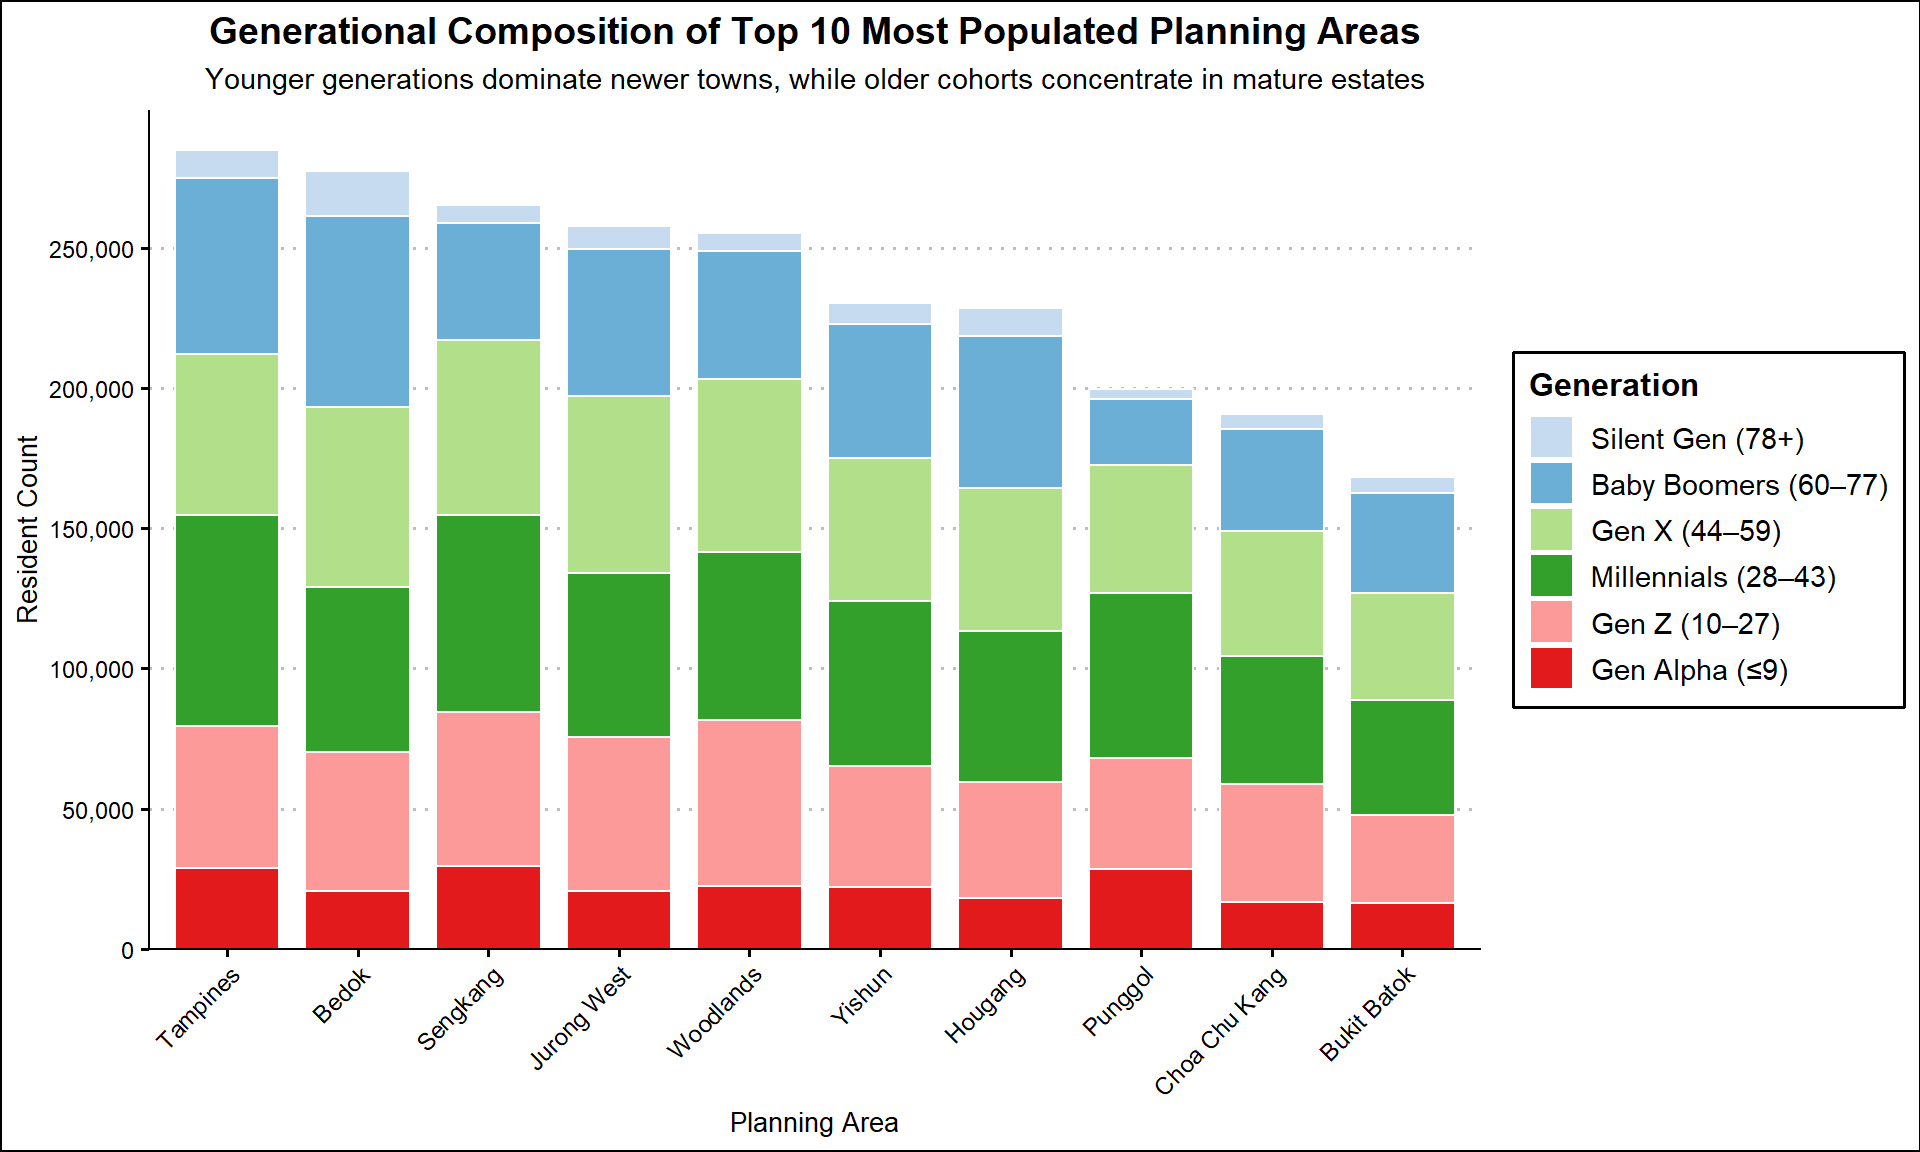 Generational Composition of Top 10 Most Populated Planning Areas
Younger generations dominate newer towns, while older cohorts concentrate in mature estates
Resident Count
250,000
200,000
150,000
100,000
50,000
0
Tampines
Bedok
Sengkang
Jurong West
Woodlands
Yishun
Hougang
Punggol
Choa Chu Kang
Bukit Batok
Planning Area
Generation
Silent Gen (78+)
Baby Boomers (60–77)
Gen X (44–59)
Millennials (28–43)
Gen Z (10–27)
Gen Alpha (≤9)